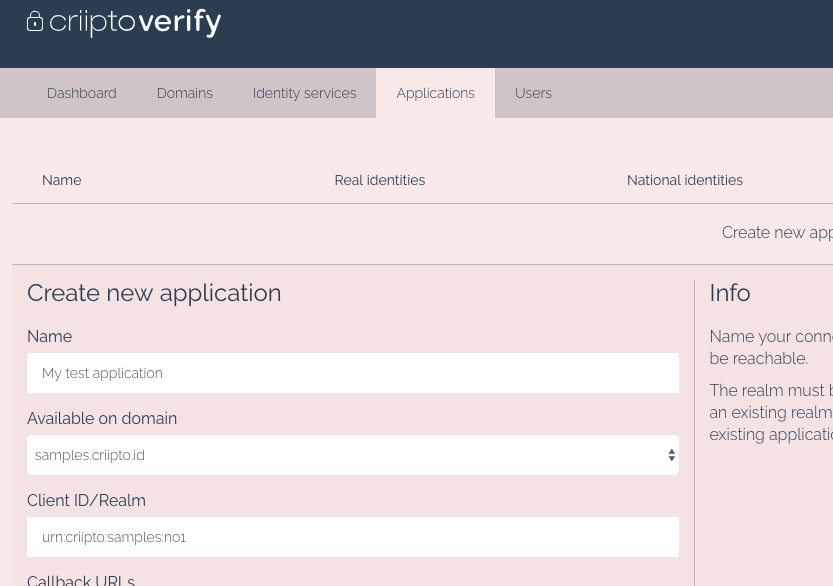 criiptoverify
Dashboard Domains Identity services Applications Users
Name Real identities National identities
Create new app
Create new application
Name
My test application
Available on domain
samples.criipto.id
Client ID/Realm
urn:criipto:samples:no1
Callback URLs
Info
Name your conn
be reachable.
The realm must b
an existing realm
existing applicati